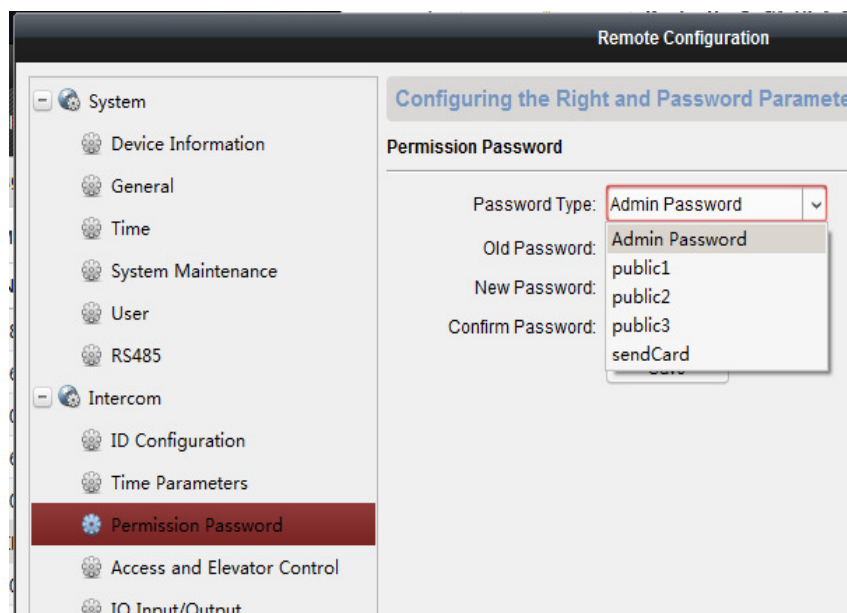 Remote Configuration
System
Device Information
General
Time
System Maintenance
User
RS485
Intercom
ID Configuration
Time Parameters
Permission Password
Access and Elevator Control
IO Input/Output
Configuring the Right and Password Paramete
Permission Password
Password Type: Admin Password
Old Password:
New Password:
Confirm Password:
Admin Password
public1
public2
public3
sendCard
Save